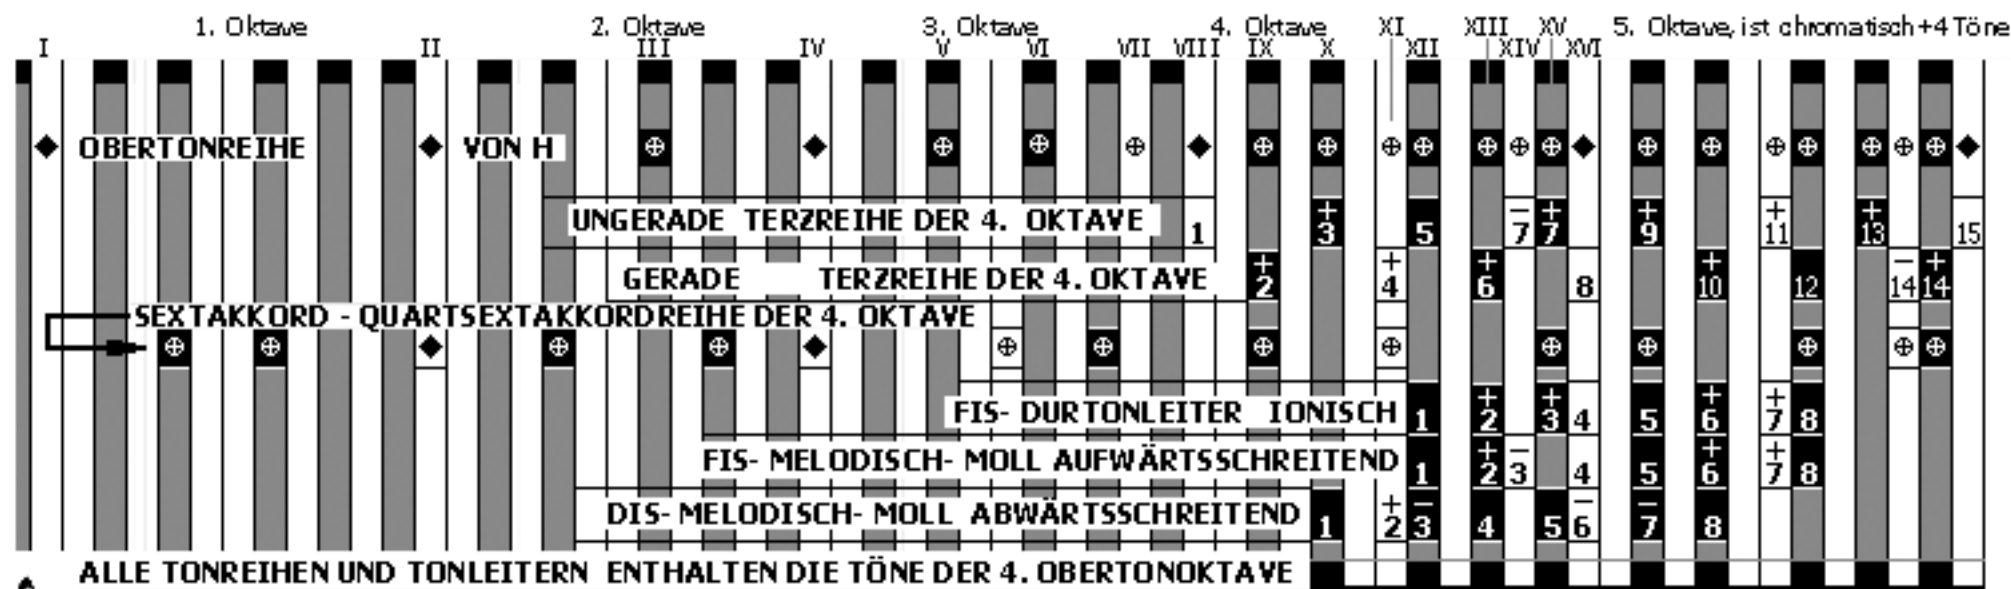 1. Oktave 2. Oktave 3. Oktave 4. Oktave XI XIII XV 5. Oktave, ist chromatisch +4 Töne
I II III IV V VI VII VIII IX X XII XIV XVI
OBERTONREIHE VON H
UNGERADE TERZREIHE DER 4. OKTAVE 1 +3 5 -7 +7 +9 +11 +13 15
GERADE TERZREIHE DER 4. OKTAVE +2 +4 +6 8 +10 12 -14 +14
SEXTAKKORD - QUARTSEXTAKKORDREIHE DER 4. OKTAVE
FIS- DURTONLEITER IONISCH 1 +2 +3 4 5 +6 +7 8
FIS- MELODISCH- MOLL AUFWÄRTSSCHREITEND 1 +2 -3 4 5 +6 +7 8
DIS- MELODISCH- MOLL ABWÄRTSSCHREITEND 1 +2 -3 4 5 -6 -7 8
ALLE TONREIHEN UND TONLEITERN ENTHALTEN DIE TÖNE DER 4. OBERTONOKTAVE